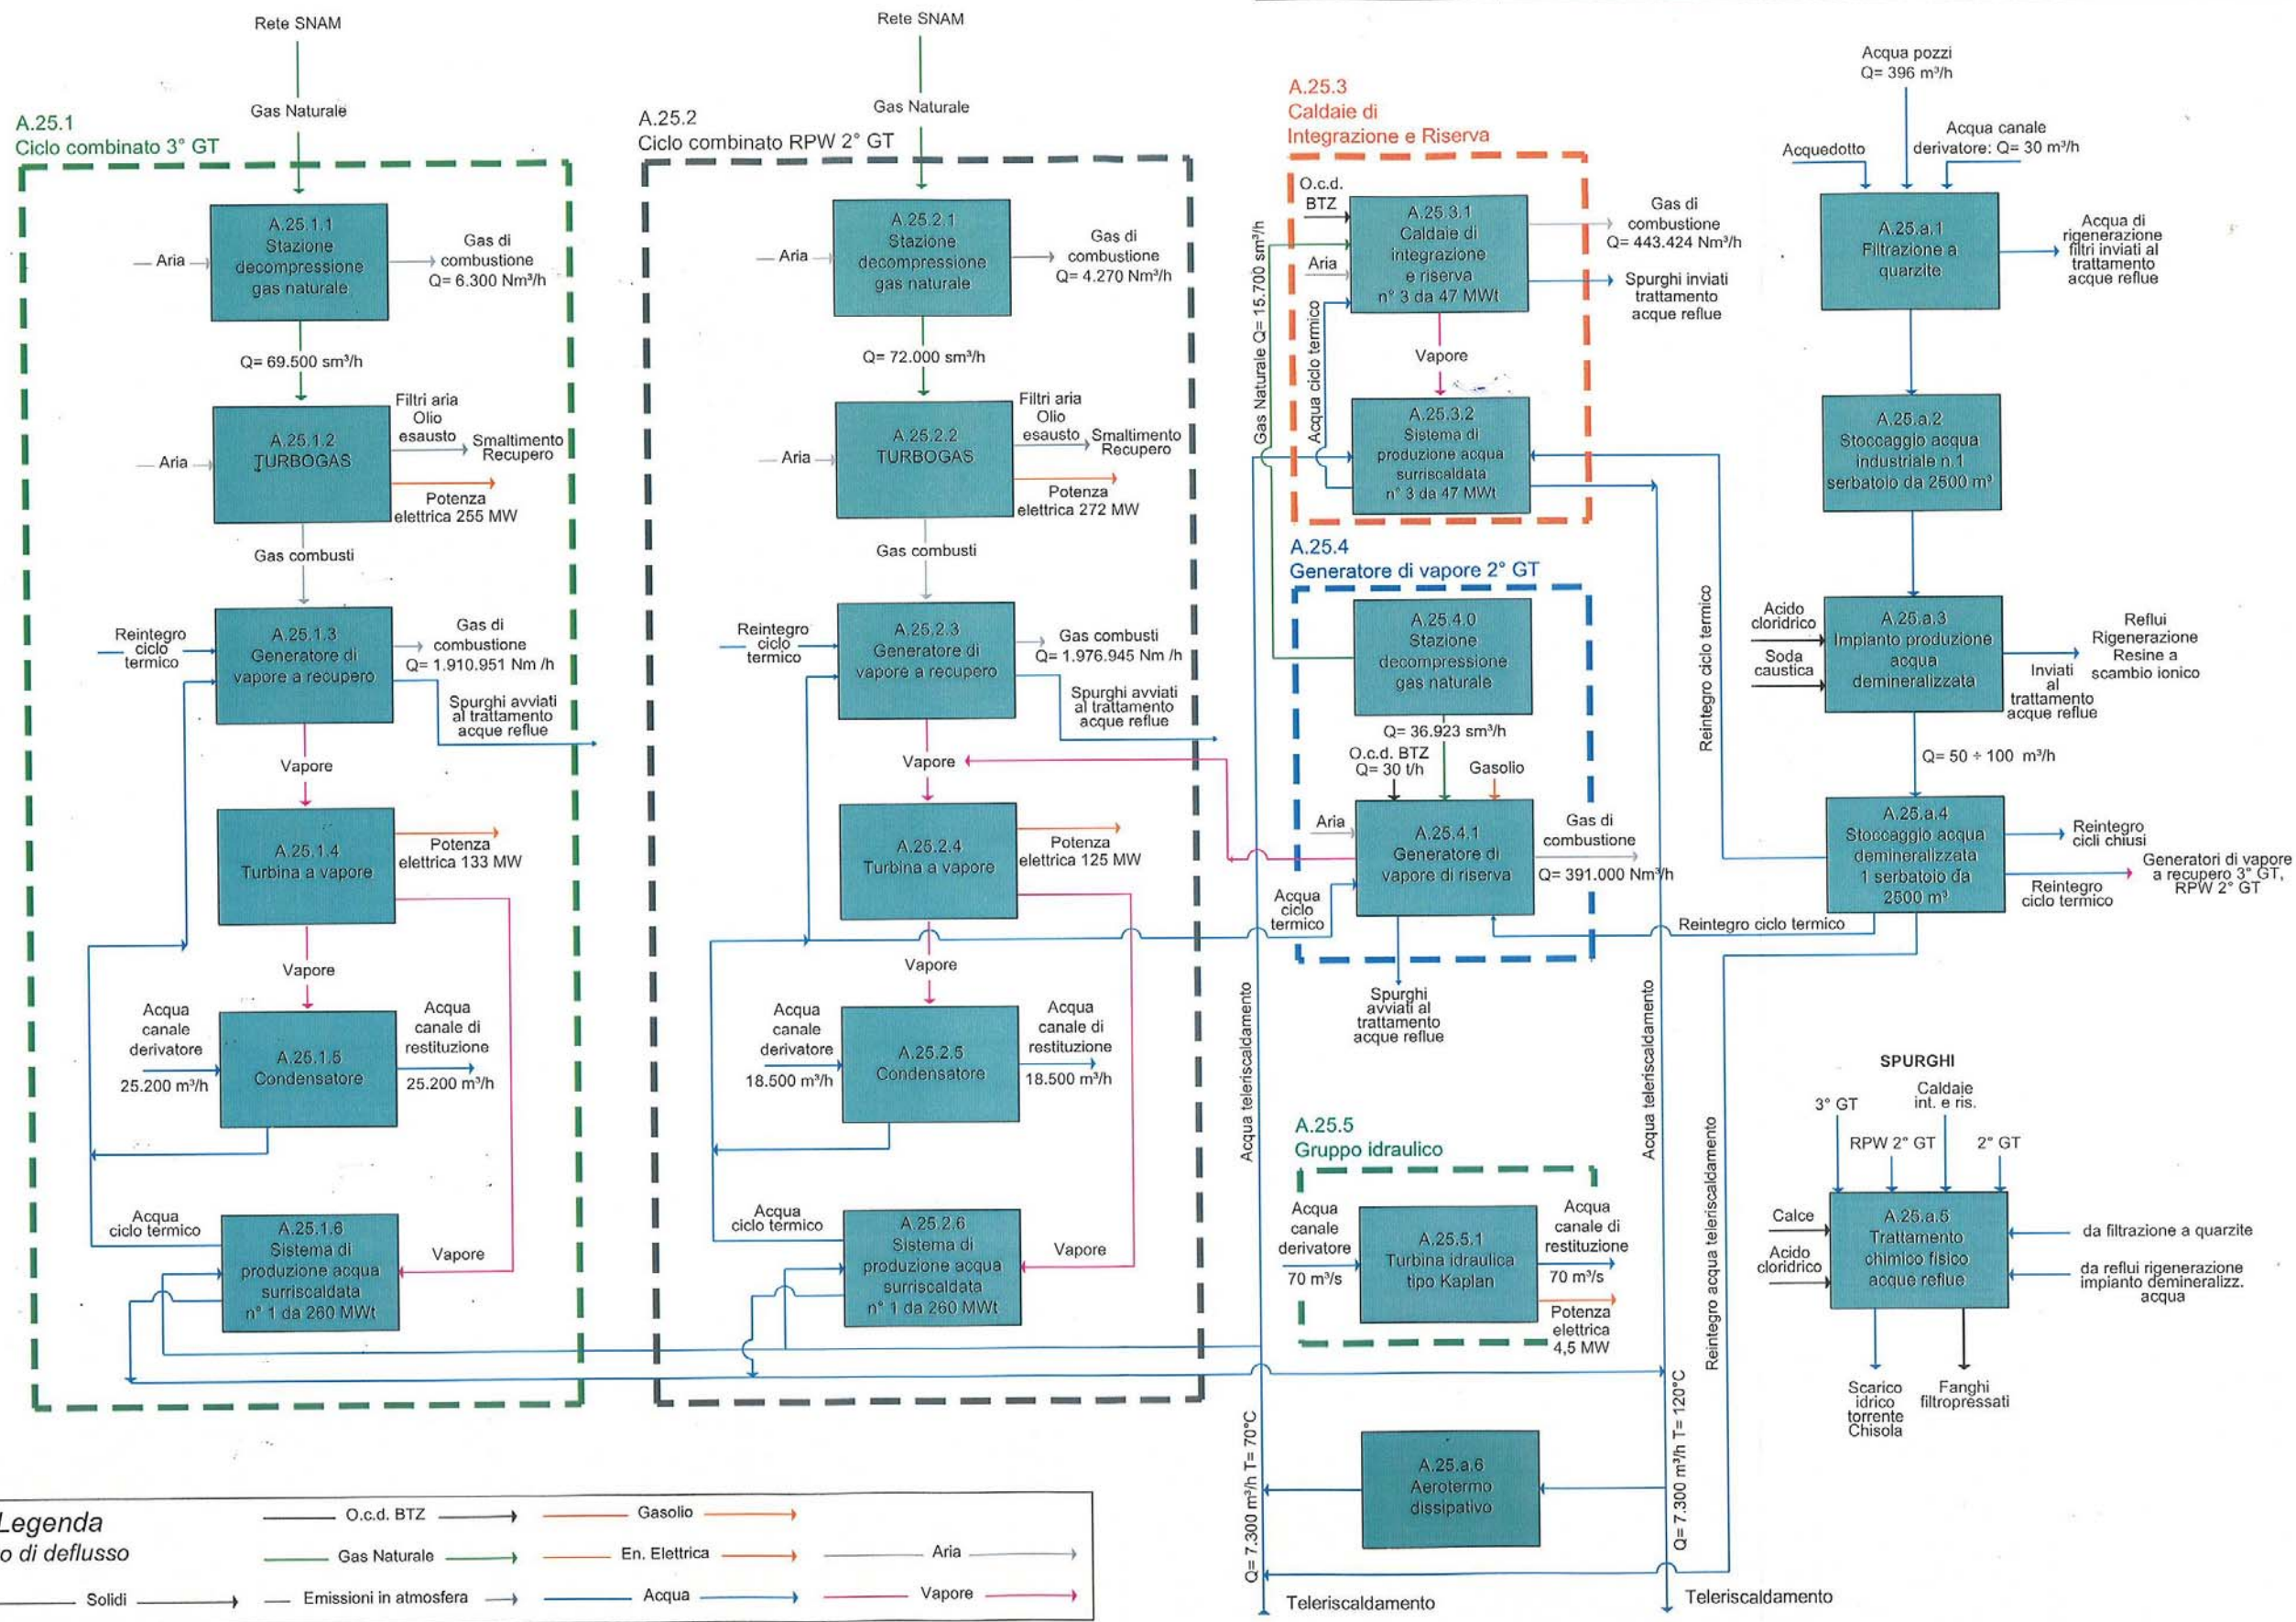 Rete SNAM
Gas Naturale
A.25.1
Ciclo combinato 3° GT
A.25.1.1
Stazione
decompressione
gas naturale
Aria
Gas di
combustione
Q= 6.300 Nm³/h
Q= 69.500 sm³/h
A.25.1.2
TURBOGAS
Aria
Filtri aria
Olio
esausto
Smaltimento
Recupero
Potenza
elettrica 255 MW
Gas combusti
Reintegro
ciclo
termico
A.25.1.3
Generatore di
vapore a recupero
Gas di
combustione
Q= 1.910.951 Nm /h
Spurghi avviati
al trattamento
acque reflue
Vapore
A.25.1.4
Turbina a vapore
Potenza
elettrica 133 MW
Vapore
Acqua
canale
derivatore
25.200 m³/h
A.25.1.5
Condensatore
Acqua
canale di
restituzione
25.200 m³/h
Acqua
ciclo termico
A.25.1.6
Sistema di
produzione acqua
surriscaldata
n° 1 da 260 MWt
Vapore
Rete SNAM
Gas Naturale
A.25.2
Ciclo combinato RPW 2° GT
A.25.2.1
Stazione
decompressione
gas naturale
Aria
Gas di
combustione
Q= 4.270 Nm³/h
Q= 72.000 sm³/h
A.25.2.2
TURBOGAS
Aria
Filtri aria
Olio
esausto
Smaltimento
Recupero
Potenza
elettrica 272 MW
Gas combusti
Reintegro
ciclo
termico
A.25.2.3
Generatore di
vapore a recupero
Gas combusti
Q= 1.976.945 Nm /h
Spurghi avviati
al trattamento
acque reflue
Vapore
A.25.2.4
Turbina a vapore
Potenza
elettrica 125 MW
Vapore
Acqua
canale
derivatore
18.500 m³/h
A.25.2.5
Condensatore
Acqua
canale di
restituzione
18.500 m³/h
Acqua
ciclo termico
A.25.2.6
Sistema di
produzione acqua
surriscaldata
n° 1 da 260 MWt
Vapore
A.25.3
Caldaie di
Integrazione e Riserva
O.c.d.
BTZ
Gas Naturale Q= 15.700 sm³/h
Aria
Acqua ciclo termico
A.25.3.1
Caldaie di
integrazione
e riserva
n° 3 da 47 MWt
Gas di
combustione
Q= 443.424 Nm³/h
Spurghi inviati
trattamento
acque reflue
Vapore
A.25.3.2
Sistema di
produzione acqua
surriscaldata
n° 3 da 47 MWt
A.25.4
Generatore di vapore 2° GT
A.25.4.0
Stazione
decompressione
gas naturale
Q= 36.923 sm³/h
O.c.d. BTZ
Q= 30 t/h
Gasolio
Aria
A.25.4.1
Generatore di
vapore di riserva
Gas di
combustione
Q= 391.000 Nm³/h
Acqua
ciclo
termico
Spurghi
avviati al
trattamento
acque reflue
Acqua teleriscaldamento
Acqua teleriscaldamento
A.25.5
Gruppo idraulico
Acqua
canale
derivatore
70 m³/s
A.25.5.1
Turbina idraulica
tipo Kaplan
Acqua
canale di
restituzione
70 m³/s
Potenza
elettrica
4,5 MW
A.25.a.6
Aerotermo
dissipativo
Q= 7.300 m³/h T= 70°C
Q= 7.300 m³/h T= 120°C
Teleriscaldamento
Teleriscaldamento
Acqua pozzi
Q= 396 m³/h
Acquedotto
Acqua canale
derivatore: Q= 30 m³/h
A.25.a.1
Filtrazione a
quarzite
Acqua di
rigenerazione
filtri inviati al
trattamento
acque reflue
A.25.a.2
Stoccaggio acqua
industriale n.1
serbatoio da 2500 m³
Acido
cloridrico
Soda
caustica
A.25.a.3
Impianto produzione
acqua
demineralizzata
Reflui
Rigenerazione
Resine a
scambio ionico
Inviati
al
trattamento
acque reflue
Q= 50 ÷ 100 m³/h
A.25.a.4
Stoccaggio acqua
demineralizzata
1 serbatoio da
2500 m³
Reintegro
cicli chiusi
Generatori di vapore
a recupero 3° GT,
RPW 2° GT
Reintegro
ciclo termico
Reintegro ciclo termico
Reintegro ciclo termico
Reintegro acqua teleriscaldamento
SPURGHI
3° GT
RPW 2° GT
Caldaie
int. e ris.
2° GT
Calce
Acido
cloridrico
A.25.a.5
Trattamento
chimico fisico
acque reflue
da filtrazione a quarzite
da reflui rigenerazione
impianto demineralizz.
acqua
Scarico
idrico
torrente
Chisola
Fanghi
filtropressati
Legenda
o di deflusso
O.c.d. BTZ
Gasolio
Gas Naturale
En. Elettrica
Aria
Solidi
Emissioni in atmosfera
Acqua
Vapore